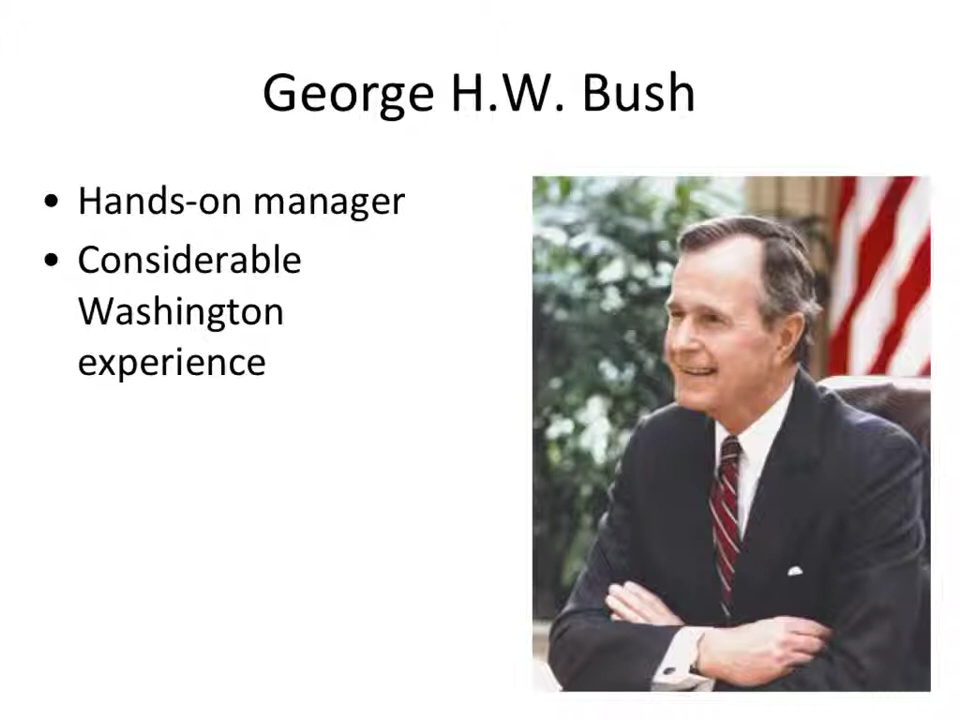 George H.W. Bush
• Hands-on manager
• Considerable
Washington
experience